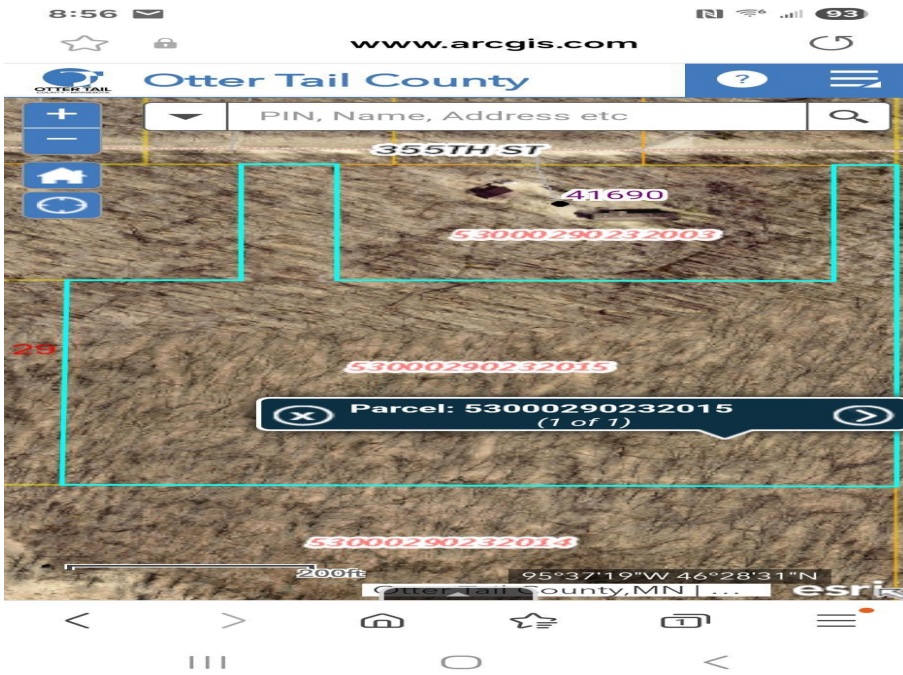 8:56
93
www.arcgis.com
OTTER TAIL
Otter Tail County
?
PIN, Name, Address etc
355TH ST
41690
53000290232003
29
53000290232015
Parcel: 53000290232015
(1 of 1)
53000290232014
200ft
95°37'19"W 46°28'31"N
Otter Tail County, MN | ...
esri
1